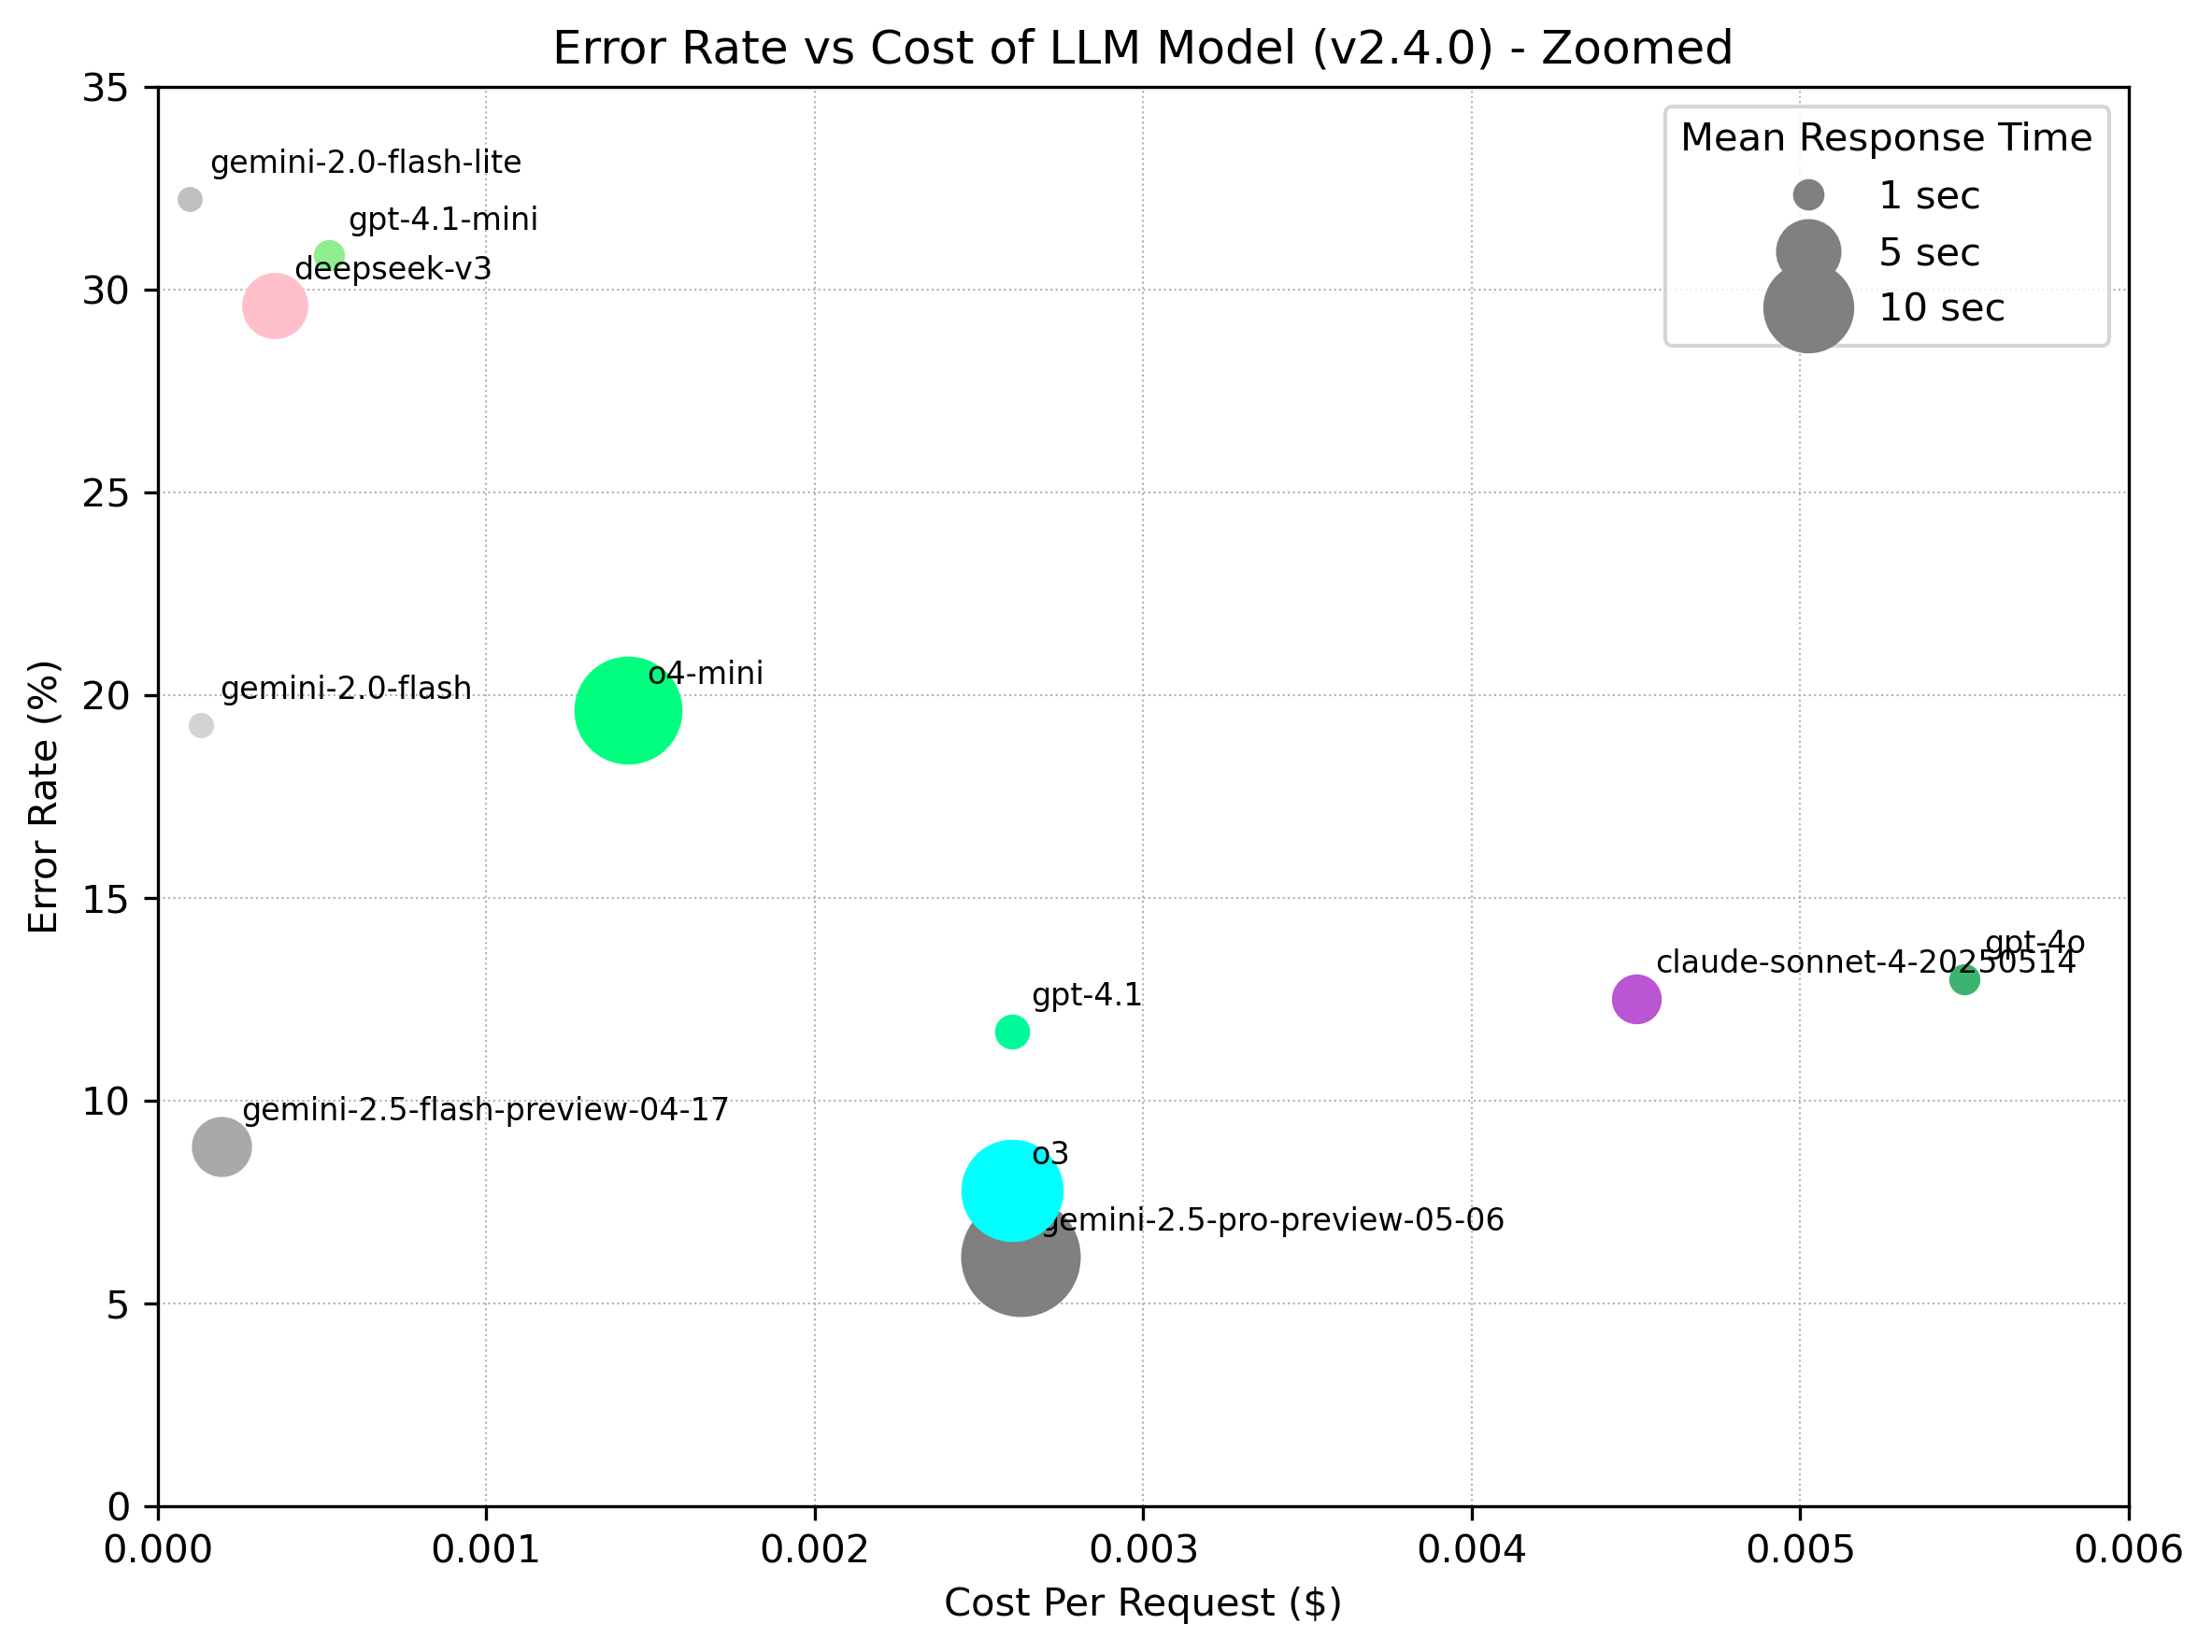 Error Rate vs Cost of LLM Model (v2.4.0) - Zoomed
35
30
25
20
15
10
5
0
Error Rate (%)
Mean Response Time
1 sec
5 sec
10 sec
gemini-2.0-flash-lite
gpt-4.1-mini
deepseek-v3
o4-mini
gemini-2.0-flash
gpt-4o
claude-sonnet-4-20250514
gpt-4.1
gemini-2.5-flash-preview-04-17
o3
gemini-2.5-pro-preview-05-06
0.000 0.001 0.002 0.003 0.004 0.005 0.006
Cost Per Request ($)